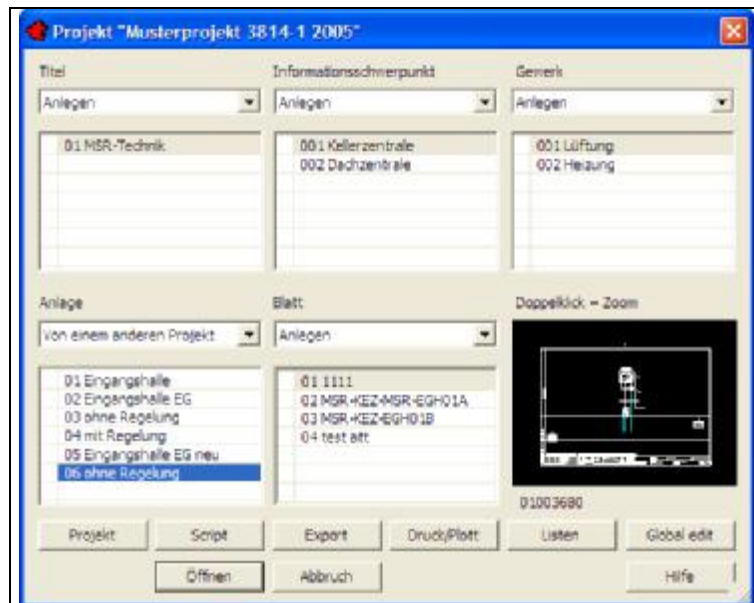 Projekt "Musterprojekt 3814-1 2005"
Titel
Informationsschwerpunkt
Gewerk
Anlegen
Anlegen
Anlegen
01 MSR-Technik
001 Kellerzentrale
002 Dachzentrale
001 Lüftung
002 Heizung
Anlage
Blatt
Doppelklick = Zoom
Von einem anderen Projekt
Anlegen
01 Eingangshalle
02 Eingangshalle EG
03 ohne Regelung
04 mit Regelung
05 Eingangshalle EG neu
06 ohne Regelung
01 1111
02 MSR-KEZ-MSR-EGH01A
03 MSR-KEZ-EGH01B
04 test att
01003680
Projekt
Script
Export
Druck/Plott
Listen
Global edit
Öffnen
Abbruch
Hilfe